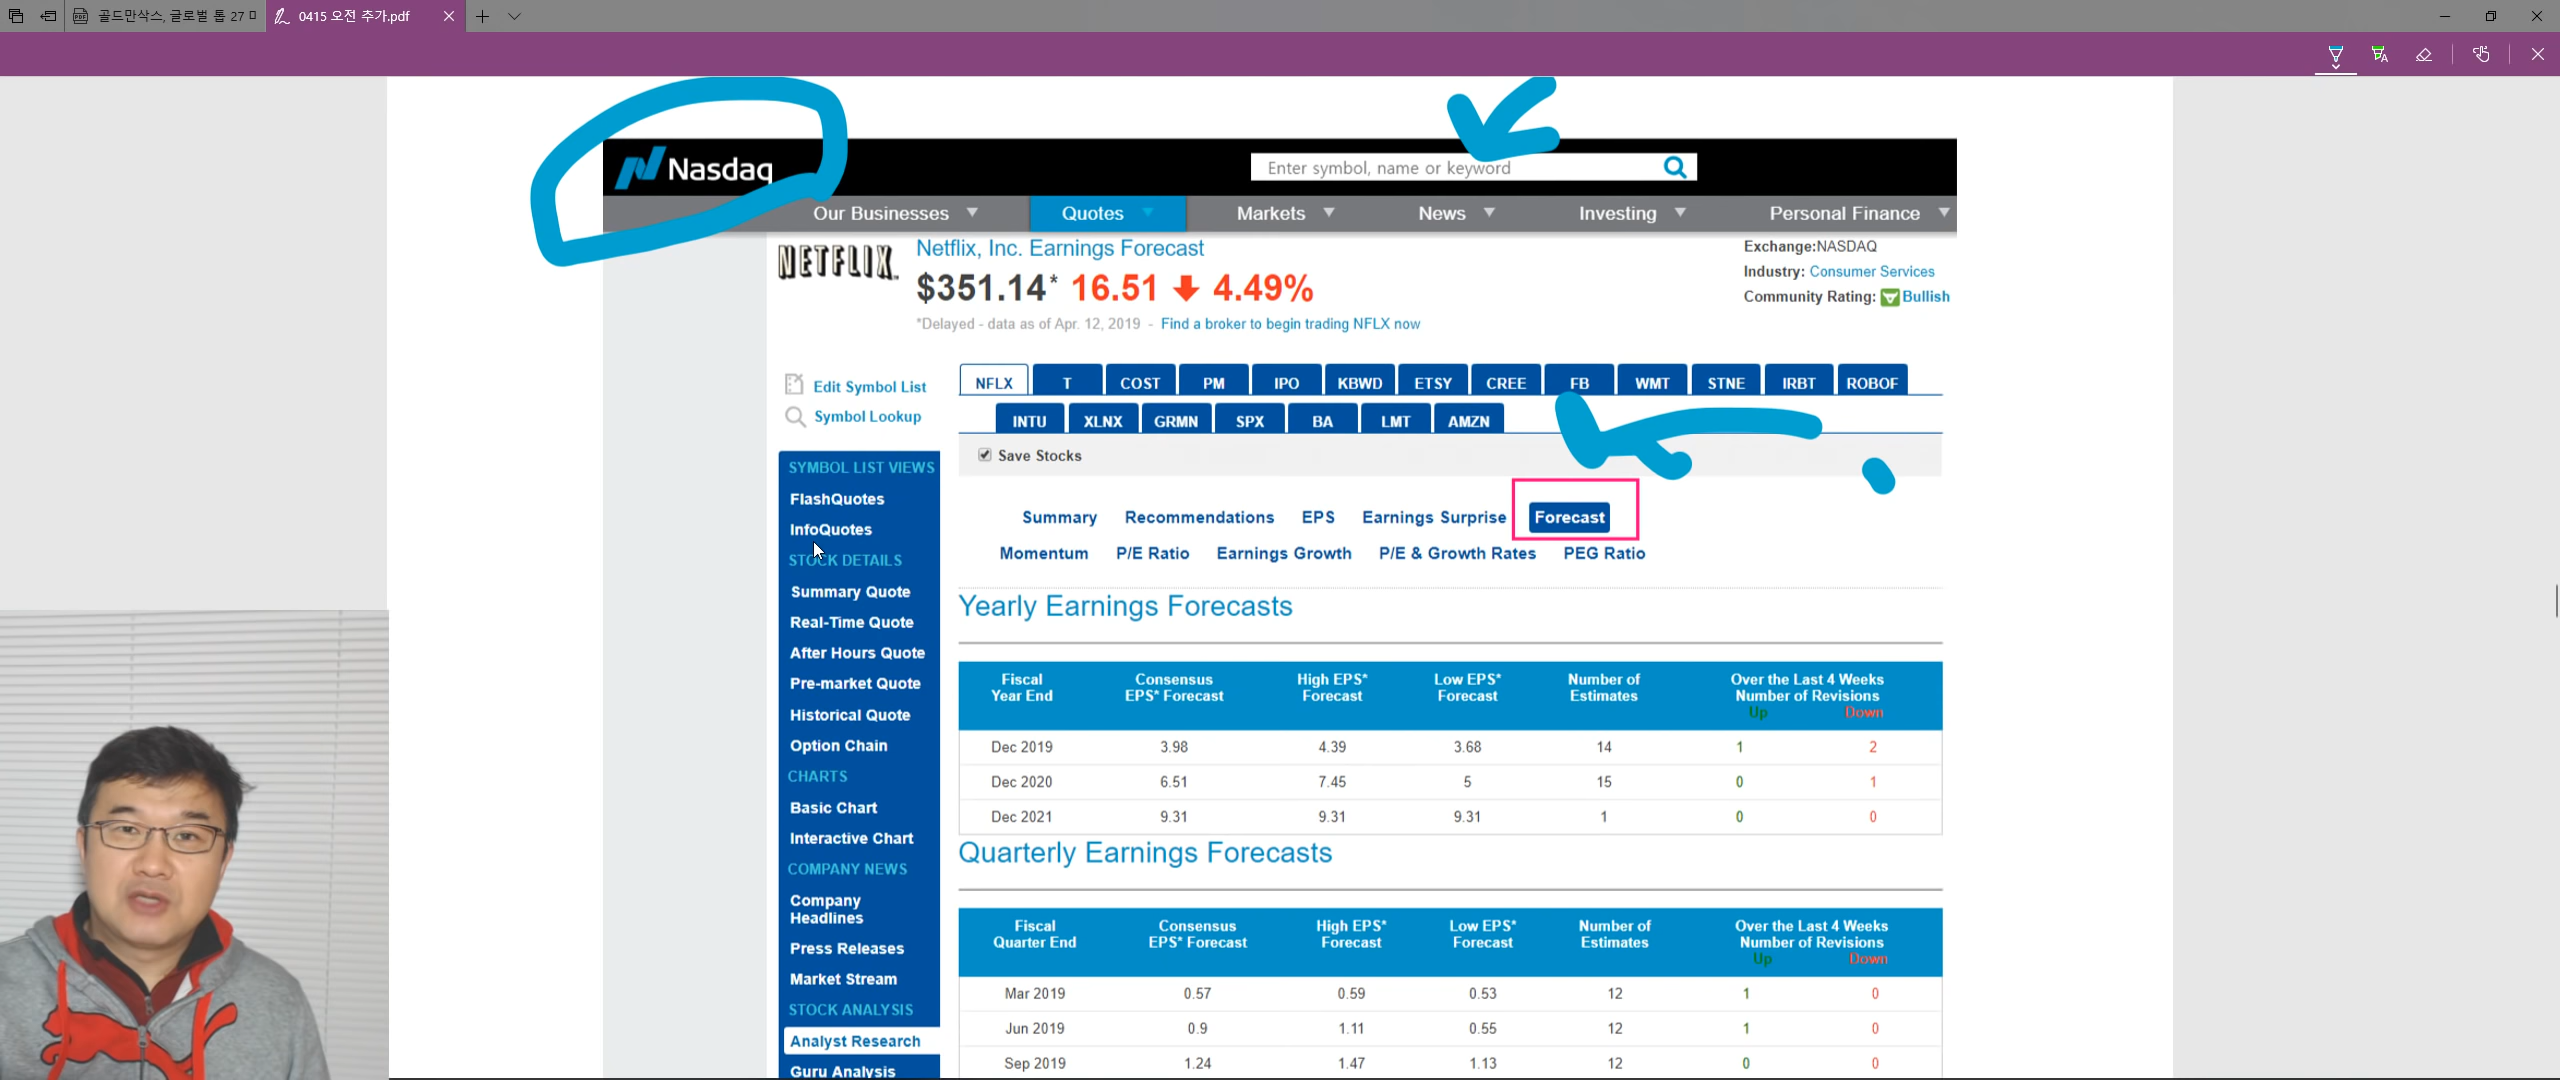 골드만삭스, 글로벌 톱 27
0415 오전 추가.pdf
Nasdaq
Enter symbol, name or keyword
Our Businesses Quotes Markets News Investing Personal Finance
NETFLIX
Netflix, Inc. Earnings Forecast
$351.14* 16.51 4.49%
*Delayed - data as of Apr. 12, 2019 - Find a broker to begin trading NFLX now
Exchange:NASDAQ
Industry: Consumer Services
Community Rating: Bullish
Edit Symbol List
Symbol Lookup
NFLX T COST PM IPO KBWD ETSY CREE FB WMT STNE IRBT ROBOF
INTU XLNX GRMN SPX BA LMT AMZN
Save Stocks
Summary Recommendations EPS Earnings Surprise Forecast
Momentum P/E Ratio Earnings Growth P/E & Growth Rates PEG Ratio
SYMBOL LIST VIEWS
FlashQuotes
InfoQuotes
STOCK DETAILS
Summary Quote
Real-Time Quote
After Hours Quote
Pre-market Quote
Historical Quote
Option Chain
CHARTS
Basic Chart
Interactive Chart
COMPANY NEWS
Company
Headlines
Press Releases
Market Stream
STOCK ANALYSIS
Analyst Research
Guru Analysis
Yearly Earnings Forecasts
Fiscal Consensus High EPS* Low EPS* Number of Over the Last 4 Weeks
Year End EPS* Forecast Forecast Forecast Estimates Number of Revisions
Up Down
Dec 2019 3.98 4.39 3.68 14 1 2
Dec 2020 6.51 7.45 5 15 0 1
Dec 2021 9.31 9.31 9.31 1 0 0
Quarterly Earnings Forecasts
Fiscal Consensus High EPS* Low EPS* Number of Over the Last 4 Weeks
Quarter End EPS* Forecast Forecast Forecast Estimates Number of Revisions
Up Down
Mar 2019 0.57 0.59 0.53 12 1 0
Jun 2019 0.9 1.11 0.55 12 1 0
Sep 2019 1.24 1.47 1.13 12 0 0